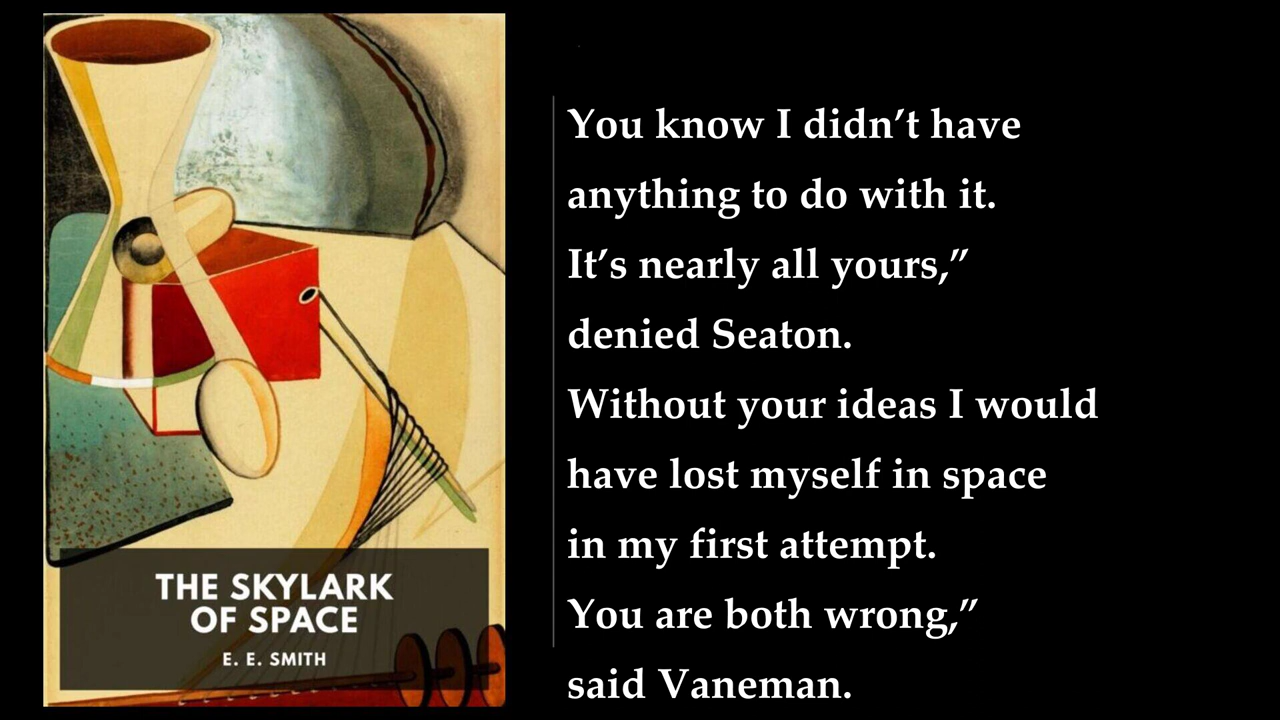 THE SKYLARK
OF SPACE
E. E. SMITH
You know I didn’t have
anything to do with it.
It’s nearly all yours,”
denied Seaton.
Without your ideas I would
have lost myself in space
in my first attempt.
You are both wrong,”
said Vaneman.